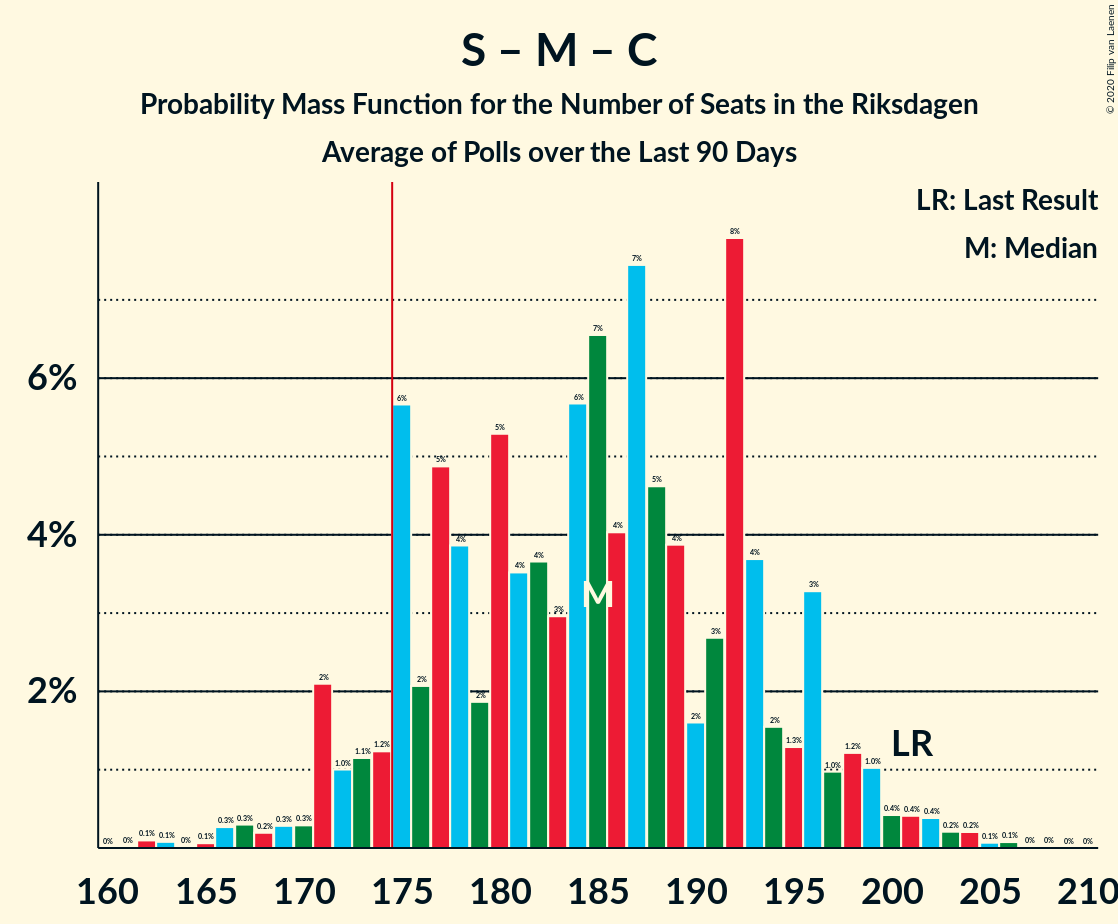 S – M – C
Probability Mass Function for the Number of Seats in the Riksdagen
Average of Polls over the Last 90 Days
© 2020 Filip van Laenen
LR: Last Result
M: Median
6%
4%
2%
0% 0% 0.1% 0.1% 0% 0.1% 0.3% 0.3% 0.2% 0.3% 0.3% 2% 1.0% 1.1% 1.2% 6% 2% 5% 4% 2% 5% 4% 4% 3% 6% 7% 4% 7% 5% 4% 2% 3% 8% 4% 2% 1.3% 3% 1.0% 1.2% 1.0% 0.4% 0.4% 0.4% 0.2% 0.2% 0.1% 0.1% 0% 0% 0% 0%
M
LR
160 165 170 175 180 185 190 195 200 205 210